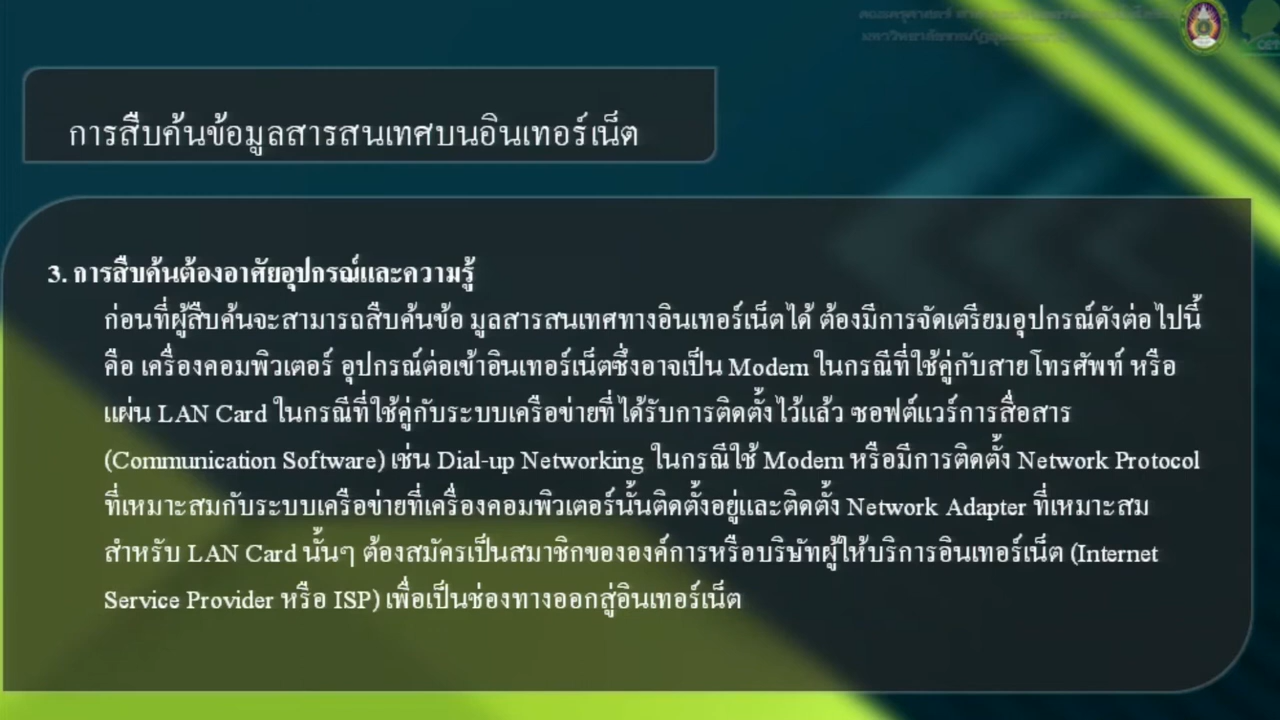 การสืบค้นข้อมูลสารสนเทศบนอินเทอร์เน็ต
3. การสืบค้นต้องอาศัยอุปกรณ์และความรู้
ก่อนที่ผู้สืบค้นจะสามารถสืบค้นข้อ มูลสารสนเทศทางอินเทอร์เน็ตได้ ต้องมีการจัดเตรียมอุปกรณ์ดังต่อไปนี้
คือ เครื่องคอมพิวเตอร์ อุปกรณ์ต่อเข้าอินเทอร์เน็ตซึ่งอาจเป็น Modem ในกรณีที่ใช้คู่กับสายโทรศัพท์ หรือ
แผ่น LAN Card ในกรณีที่ใช้คู่กับระบบเครือข่ายที่ได้รับการติดตั้งไว้แล้ว ซอฟต์แวร์การสื่อสาร
(Communication Software) เช่น Dial-up Networking ในกรณีใช้ Modem หรือมีการติดตั้ง Network Protocol
ที่เหมาะสมกับระบบเครือข่ายที่เครื่องคอมพิวเตอร์นั้นติดตั้งอยู่และติดตั้ง Network Adapter ที่เหมาะสม
สำหรับ LAN Card นั้นๆ ต้องสมัครเป็นสมาชิกขององค์การหรือบริษัทผู้ให้บริการอินเทอร์เน็ต (Internet
Service Provider หรือ ISP) เพื่อเป็นช่องทางออกสู่อินเทอร์เน็ต